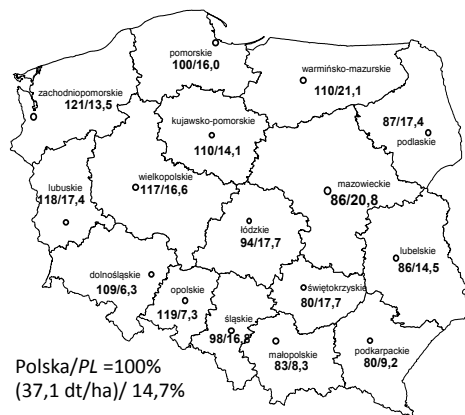 pomorskie
100/16,0
warmińsko-mazurskie
110/21,1
zachodniopomorskie
121/13,5
kujawsko-pomorskie
110/14,1
87/17,4
podlaskie
lubuskie
118/17,4
wielkopolskie
117/16,6
mazowieckie
86/20,8
łódzkie
94/17,7
lubelskie
86/14,5
dolnośląskie
109/6,3
opolskie
119/7,3
śląskie
98/16,8
świętokrzyskie
80/17,7
małopolskie
83/8,3
podkarpackie
80/9,2
Polska/PL =100%
(37,1 dt/ha)/ 14,7%